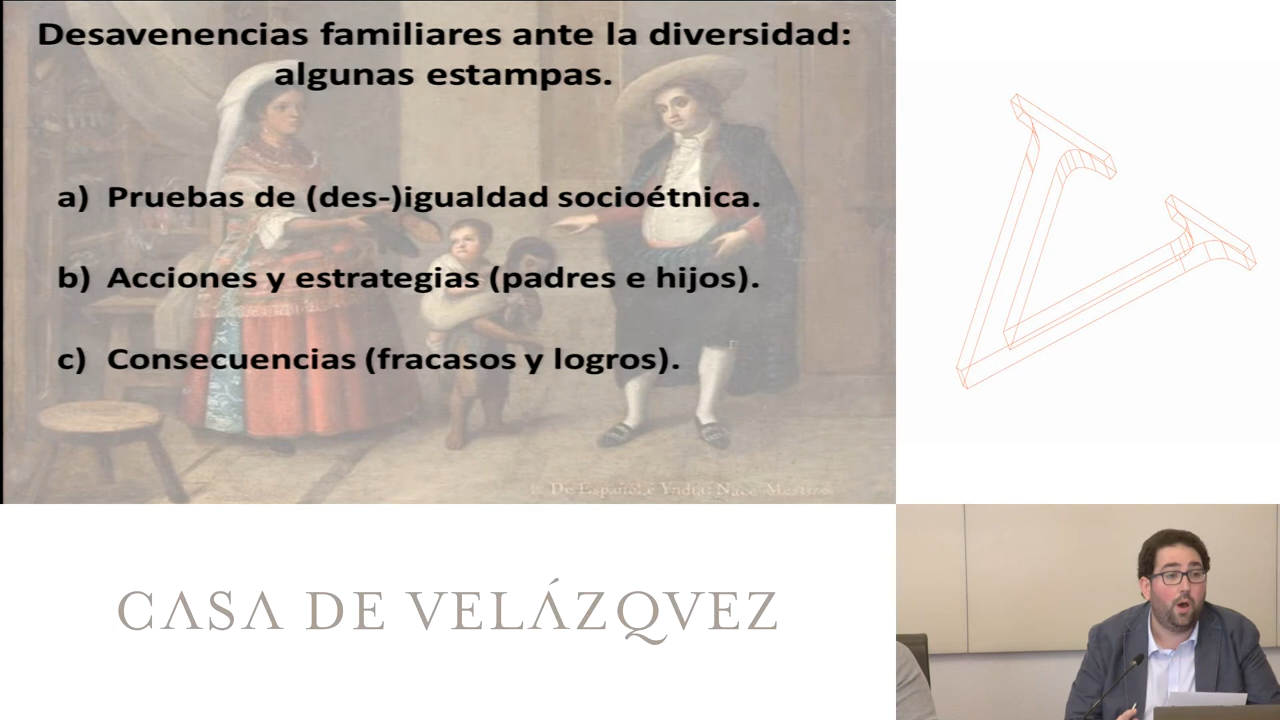 Desavenencias familiares ante la diversidad:
algunas estampas.
a) Pruebas de (des-)igualdad socioétnica.
b) Acciones y estrategias (padres e hijos).
c) Consecuencias (fracasos y logros).
De Español é Yndia: Nace Mestizo
CASA DE VELÁZQVEZ